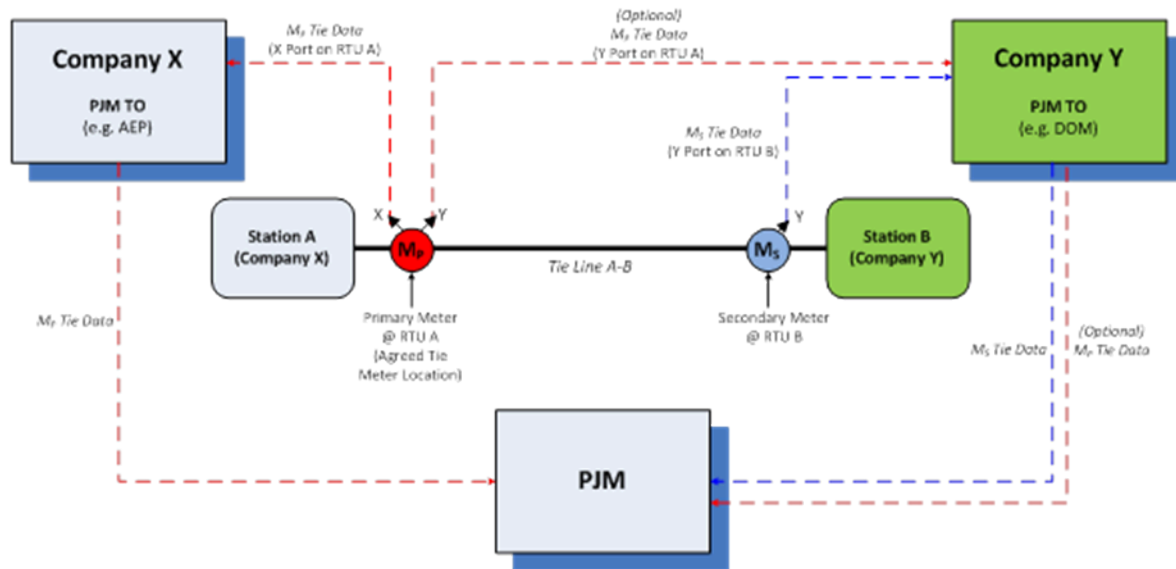 Company X
PJM TO
(e.g. AEP)
Mₚ Tie Data
(X Port on RTU A)
(Optional)
Mₚ Tie Data
(Y Port on RTU A)
Company Y
PJM TO
(e.g. DOM)
Mₛ Tie Data
(Y Port on RTU B)
X
Y
Y
Station A
(Company X)
Mₚ
Tie Line A-B
Mₛ
Station B
(Company Y)
Primary Meter
@ RTU A
(Agreed Tie
Meter Location)
Secondary Meter
@ RTU B
Mₚ Tie Data
Mₛ Tie Data
(Optional)
Mₚ Tie Data
PJM